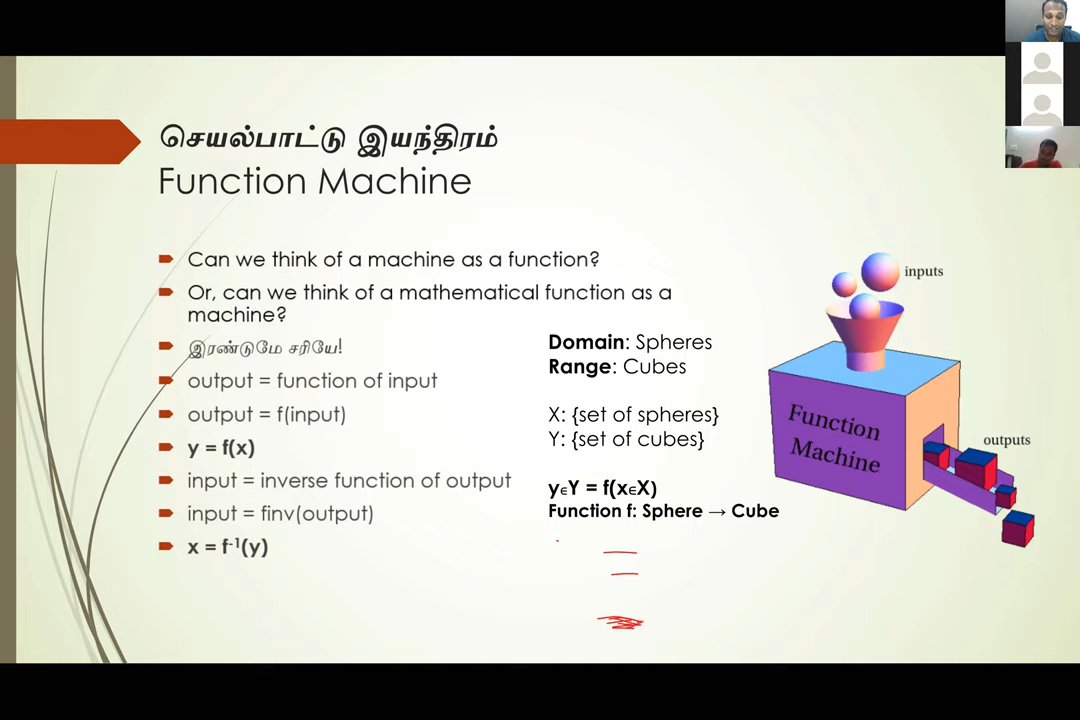 செயல்பாட்டு இயந்திரம்
Function Machine
Can we think of a machine as a function?
Or, can we think of a mathematical function as a
machine?
இரண்டுமே சரியே!
output = function of input
output = f(input)
y = f(x)
input = inverse function of output
input = finv(output)
x = f⁻¹(y)
Domain: Spheres
Range: Cubes
X: {set of spheres}
Y: {set of cubes}
y∈Y = f(x∈X)
Function f: Sphere → Cube
inputs
Function
Machine
outputs